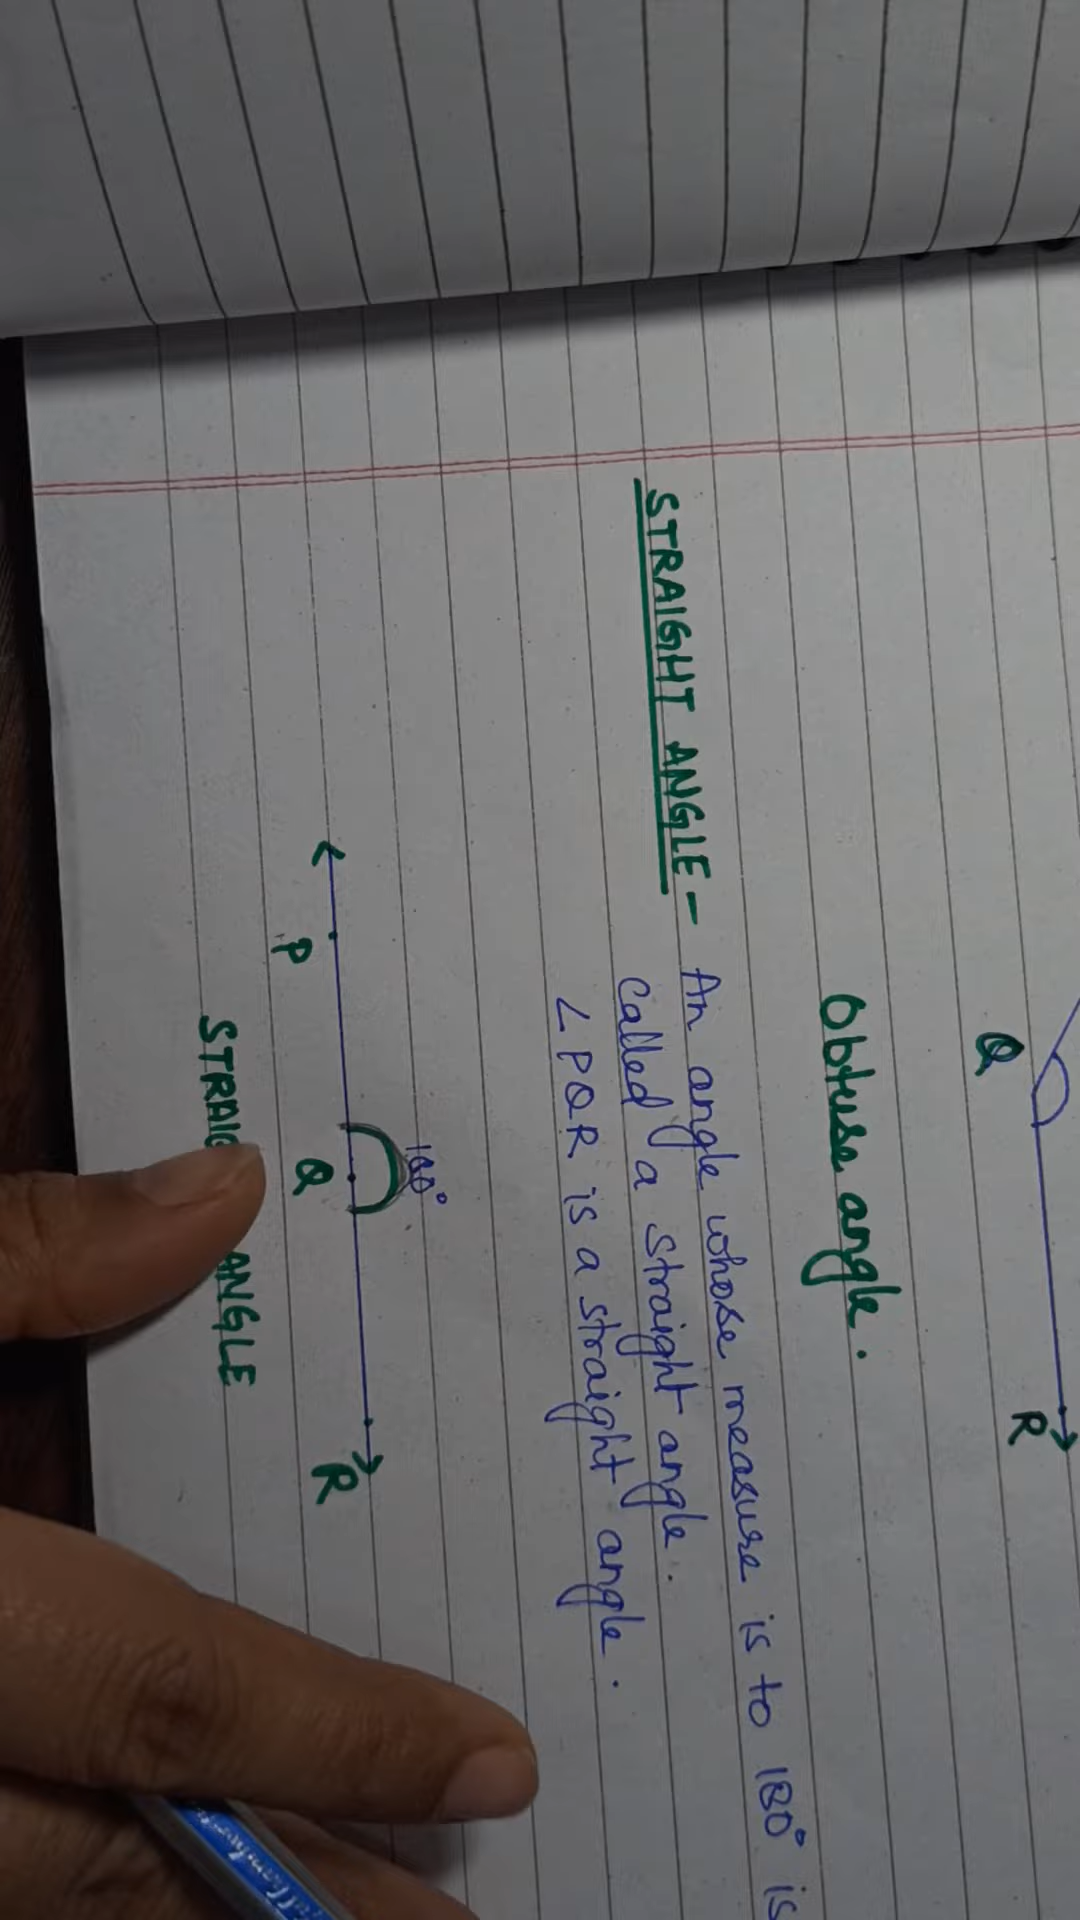 Q
R
Obtuse angle.
STRAIGHT ANGLE - An angle whose measure is to 180° is
called a straight angle.
∠PQR is a straight angle.
180°
P Q R
STRAIG ANGLE